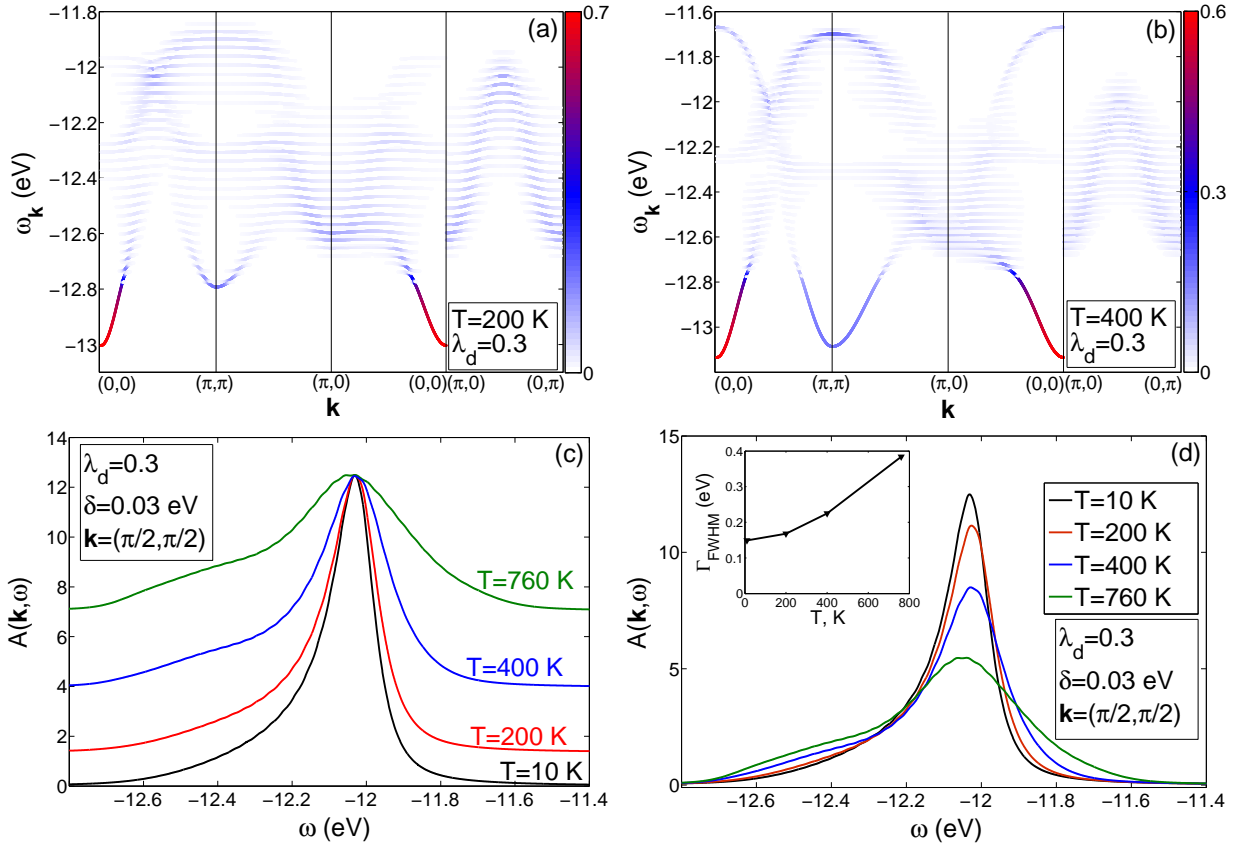 (a)
0.7
0
−11.8
−12
−12.2
−12.4
−12.6
−12.8
−13
ω_k (eV)
T=200 K
λ_d=0.3
(0,0)
(π,π)
(π,0)
(0,0)
(π,0)
(0,π)
k
(b)
0.6
0.3
0
−11.6
−11.8
−12
−12.2
−12.4
−12.6
−12.8
−13
ω_k (eV)
T=400 K
λ_d=0.3
(0,0)
(π,π)
(π,0)
(0,0)
(π,0)
(0,π)
k
(c)
λ_d=0.3
δ=0.03 eV
k=(π/2,π/2)
14
12
10
8
6
4
2
0
A(k,ω)
T=760 K
T=400 K
T=200 K
T=10 K
−12.6
−12.4
−12.2
−12
−11.8
−11.6
−11.4
ω (eV)
(d)
15
10
5
0
A(k,ω)
0.4
0.3
0.2
0.1
0
Γ_FWHM (eV)
0
200
400
600
800
T, K
T=10 K
T=200 K
T=400 K
T=760 K
λ_d=0.3
δ=0.03 eV
k=(π/2,π/2)
−12.6
−12.4
−12.2
−12
−11.8
−11.6
−11.4
ω (eV)